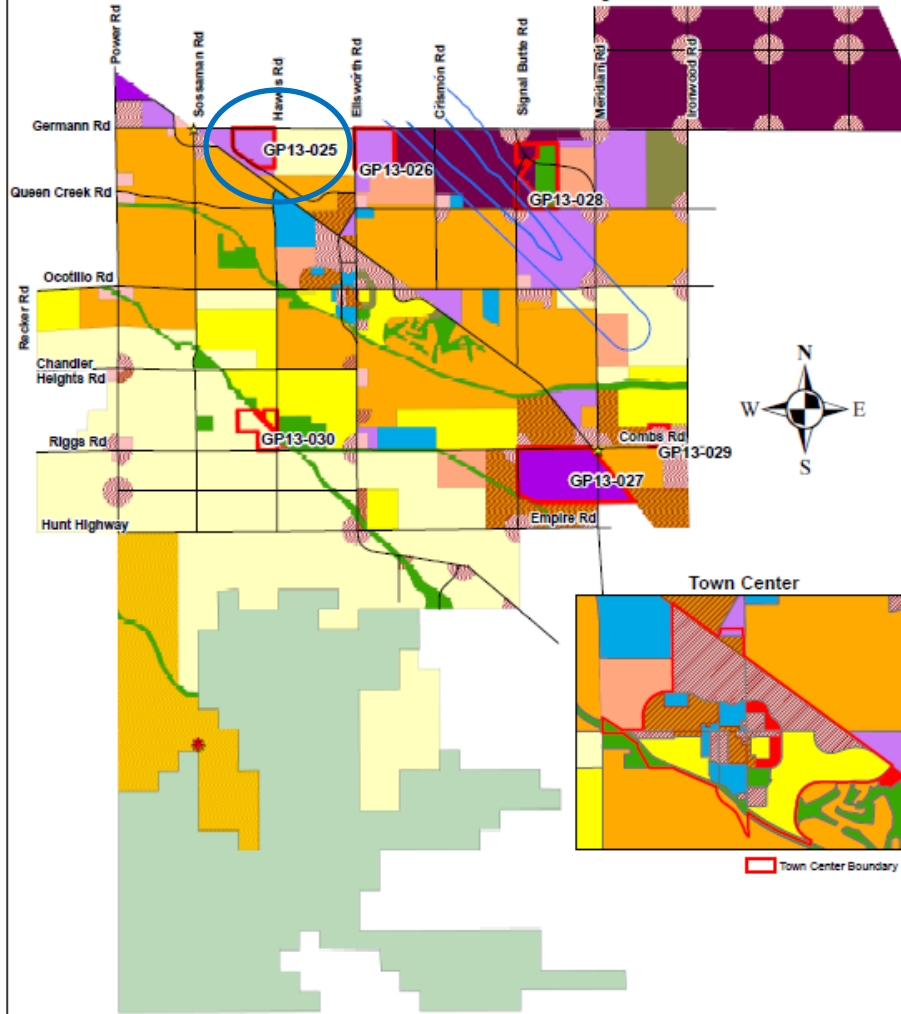 Power Rd
Sossaman Rd
Hawes Rd
Ellsworth Rd
Crismon Rd
Signal Butte Rd
Meridian Rd
Ironwood Rd
Germann Rd
GP13-025
GP13-026
GP13-028
Queen Creek Rd
Ocotillo Rd
Recker Rd
Chandler
Heights Rd
N
W
E
S
Riggs Rd
GP13-030
Combs Rd
GP13-029
GP13-027
Hunt Highway
Empire Rd
Town Center
Town Center Boundary